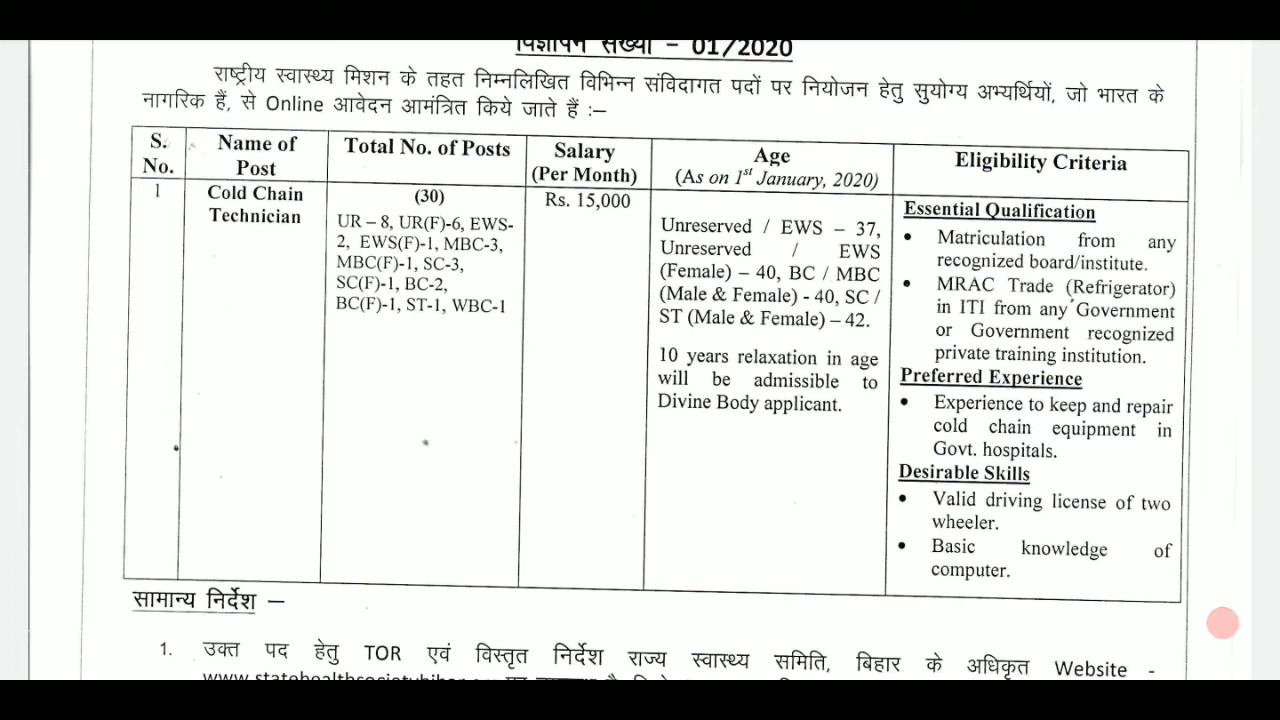 विज्ञापन संख्या – 01/2020
राष्ट्रीय स्वास्थ्य मिशन के तहत निम्नलिखित विभिन्न संविदागत पदों पर नियोजन हेतु सुयोग्य अभ्यर्थियों, जो भारत के
नागरिक हैं, से Online आवेदन आमंत्रित किये जाते हैं :–
S. No.
Name of Post
Total No. of Posts
Salary (Per Month)
Age (As on 1st January, 2020)
Eligibility Criteria
1
Cold Chain
Technician
(30)
UR – 8, UR(F)-6, EWS-
2, EWS(F)-1, MBC-3,
MBC(F)-1, SC-3,
SC(F)-1, BC-2,
BC(F)-1, ST-1, WBC-1
Rs. 15,000
Unreserved / EWS – 37,
Unreserved / EWS
(Female) – 40, BC / MBC
(Male & Female) - 40, SC /
ST (Male & Female) – 42.
10 years relaxation in age
will be admissible to
Divine Body applicant.
Essential Qualification
• Matriculation from any
recognized board/institute.
• MRAC Trade (Refrigerator)
in ITI from any Government
or Government recognized
private training institution.
Preferred Experience
• Experience to keep and repair
cold chain equipment in
Govt. hospitals.
Desirable Skills
• Valid driving license of two
wheeler.
• Basic knowledge of
computer.
सामान्य निर्देश –
1. उक्त पद हेतु TOR एवं विस्तृत निर्देश राज्य स्वास्थ्य समिति, बिहार के अधिकृत Website -